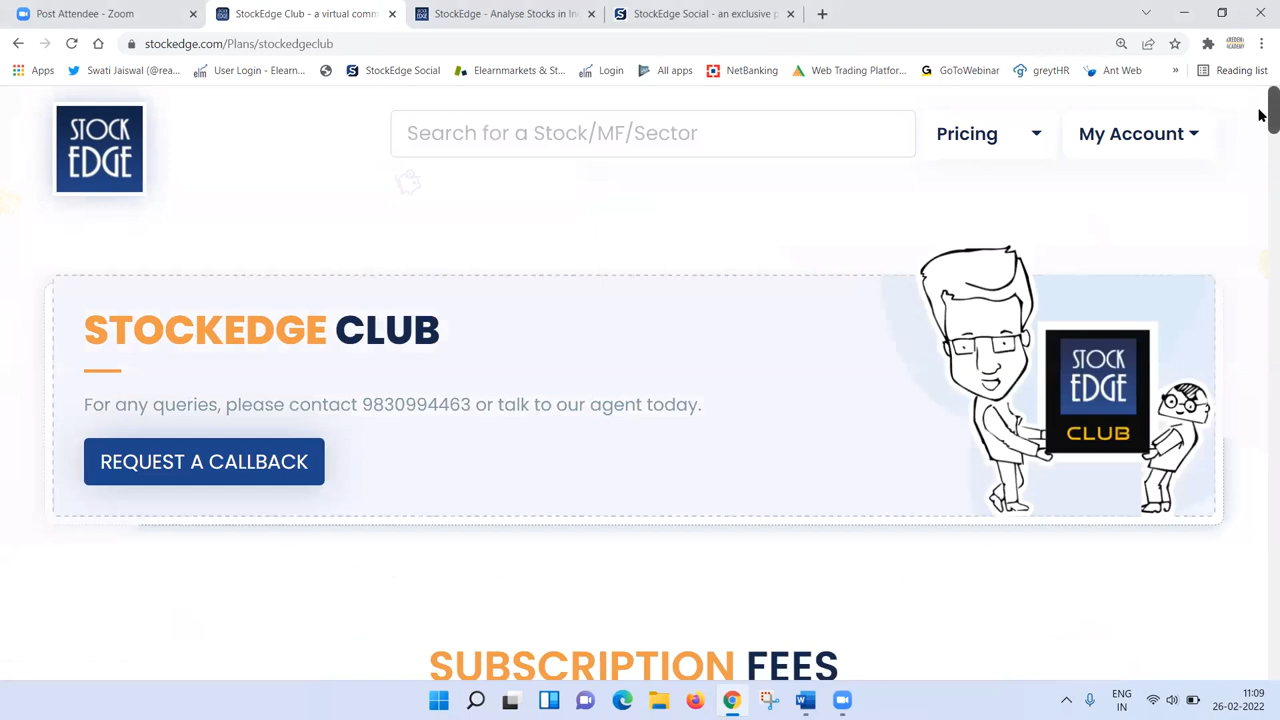 Post Attendee - Zoom
StockEdge Club - a virtual comm
StockEdge - Analyse Stocks in In
StockEdge Social - an exclusive p
stockedge.com/Plans/stockedgeclub
Apps
Swati Jaiswal (@rea...
User Login - Elearn...
StockEdge Social
Elearnmarkets & St...
Login
All apps
NetBanking
Web Trading Platfor...
GoToWebinar
greytHR
Ant Web
»
Reading list
STOCK
EDGE
Search for a Stock/MF/Sector
Pricing
My Account
STOCKEDGE CLUB
For any queries, please contact 9830994463 or talk to our agent today.
REQUEST A CALLBACK
STOCK
EDGE
CLUB
SUBSCRIPTION FEES
ENG
IN
11:09
26-02-2022